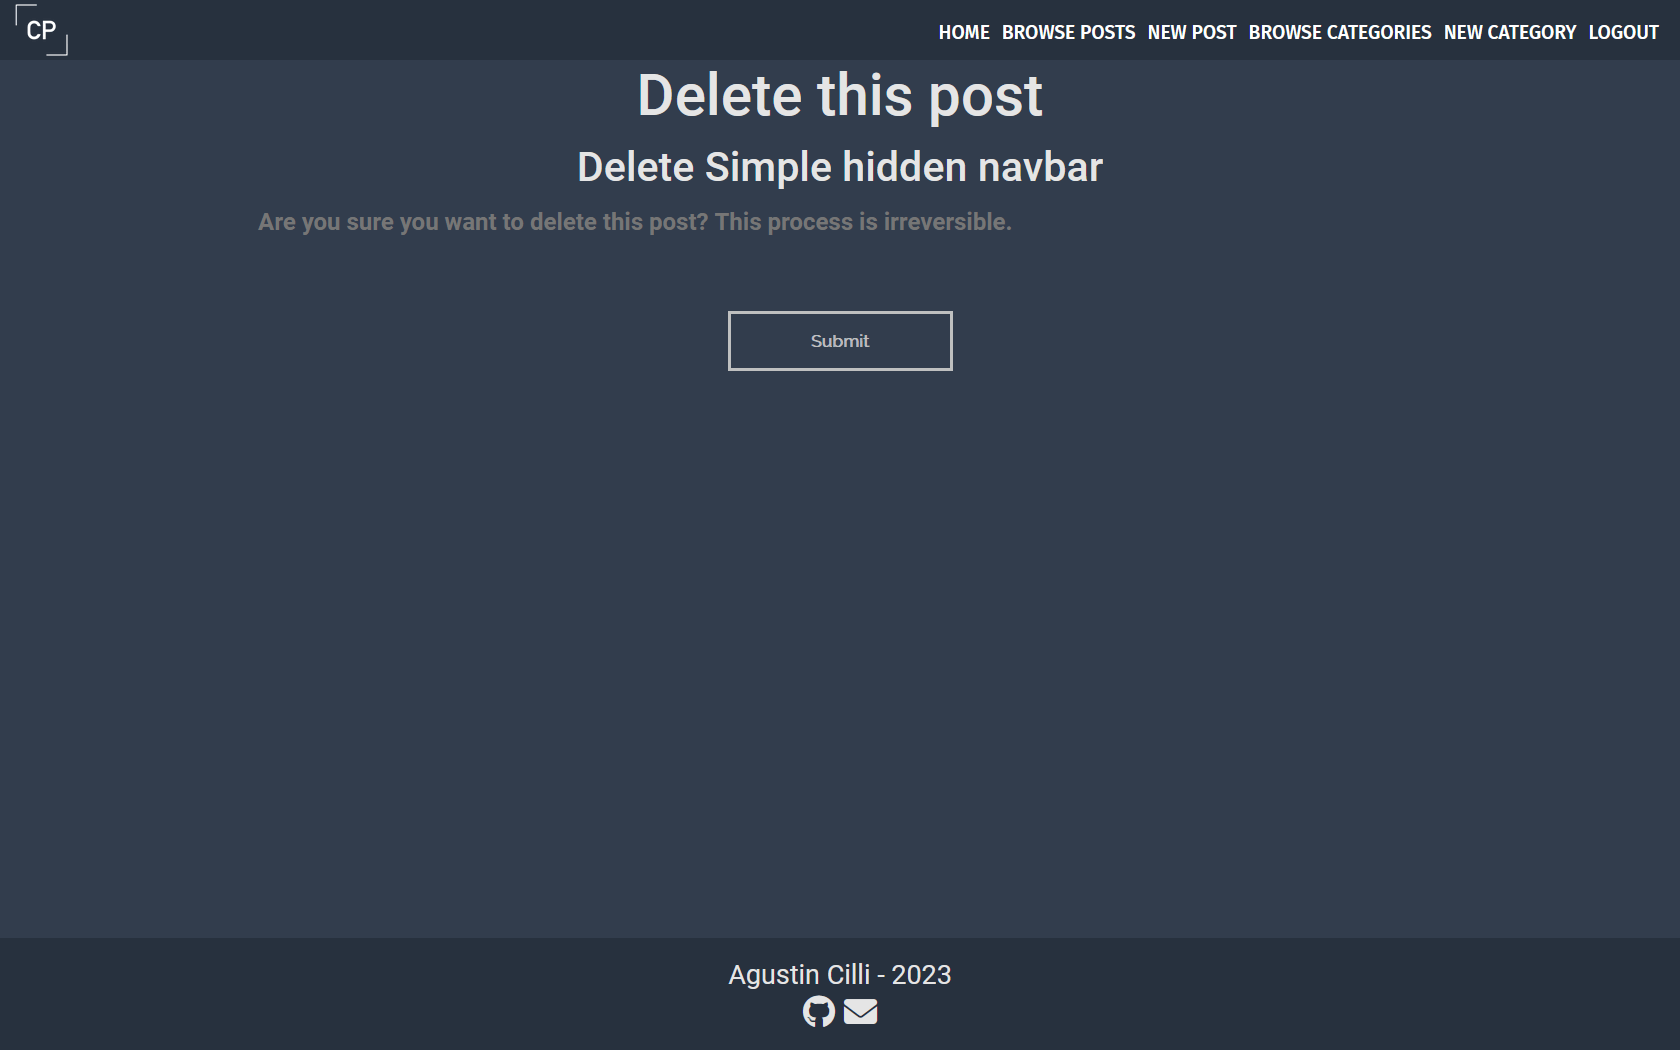 CP
HOME BROWSE POSTS NEW POST BROWSE CATEGORIES NEW CATEGORY LOGOUT
Delete this post
Delete Simple hidden navbar
Are you sure you want to delete this post? This process is irreversible.
Submit
Agustin Cilli - 2023